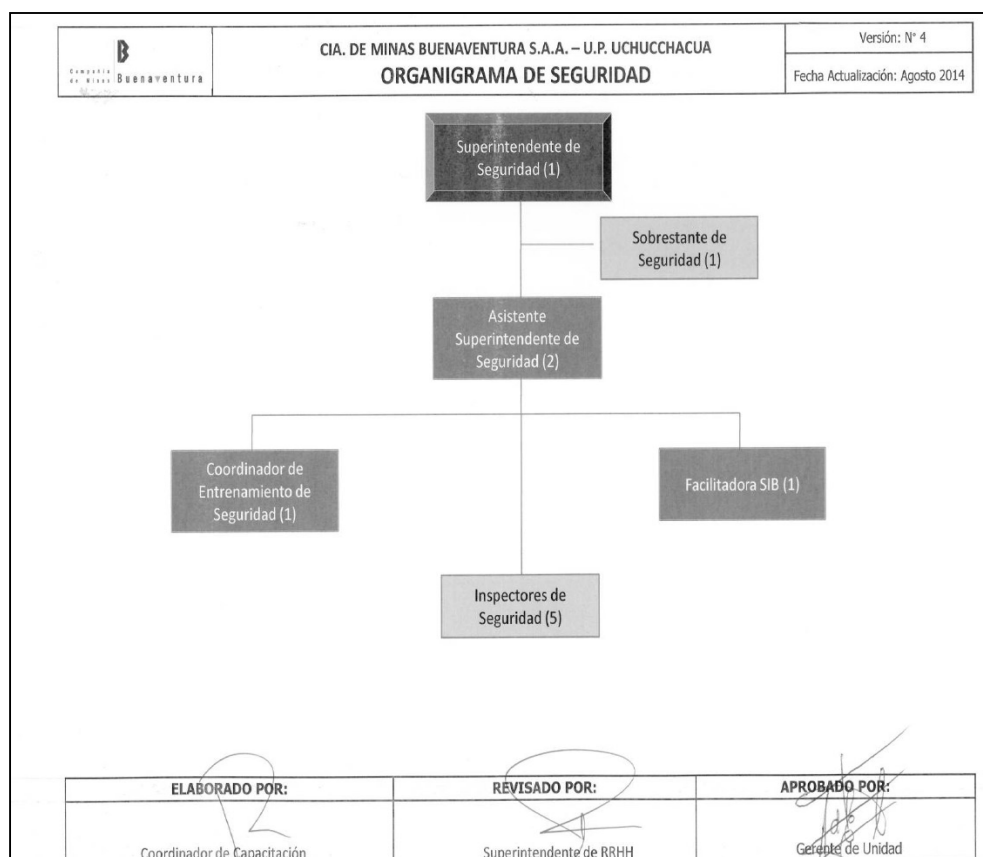 B
Compañía
de Minas Buenaventura
CIA. DE MINAS BUENAVENTURA S.A.A. – U.P. UCHUCCHACUA
ORGANIGRAMA DE SEGURIDAD
Versión: N° 4
Fecha Actualización: Agosto 2014
Superintendente de
Seguridad (1)
Sobrestante de
Seguridad (1)
Asistente
Superintendente de
Seguridad (2)
Coordinador de
Entrenamiento de
Seguridad (1)
Facilitadora SIB (1)
Inspectores de
Seguridad (5)
ELABORADO POR:
REVISADO POR:
APROBADO POR:
Coordinador de Capacitación
Superintendente de RRHH
Gerente de Unidad